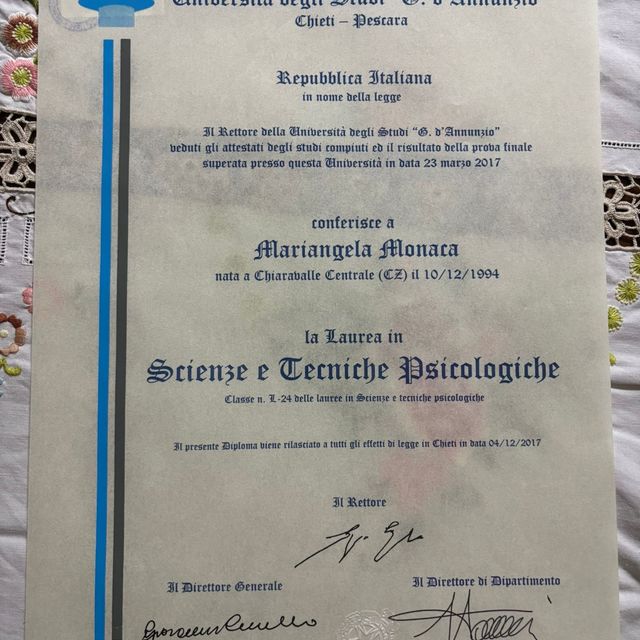 Università degli Studi "G. d'Annunzio"
Chieti – Pescara
Repubblica Italiana
in nome della legge
Il Rettore della Università degli Studi "G. d'Annunzio"
veduti gli attestati degli studi compiuti ed il risultato della prova finale
superata presso questa Università in data 23 marzo 2017
conferisce a
Mariangela Monaca
nata a Chiaravalle Centrale (CZ) il 10/12/1994
la Laurea in
Scienze e Tecniche Psicologiche
Classe n. L-24 delle lauree in Scienze e tecniche psicologiche
Il presente Diploma viene rilasciato a tutti gli effetti di legge in Chieti in data 04/12/2017
Il Rettore
Il Direttore Generale
Il Direttore di Dipartimento